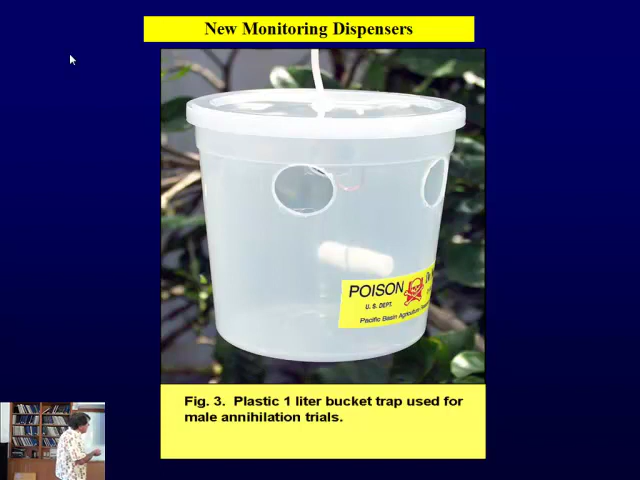 New Monitoring Dispensers
POISON
U. S. DEPT.
Pacific Basin Agriculture
Fig. 3. Plastic 1 liter bucket trap used for
male annihilation trials.